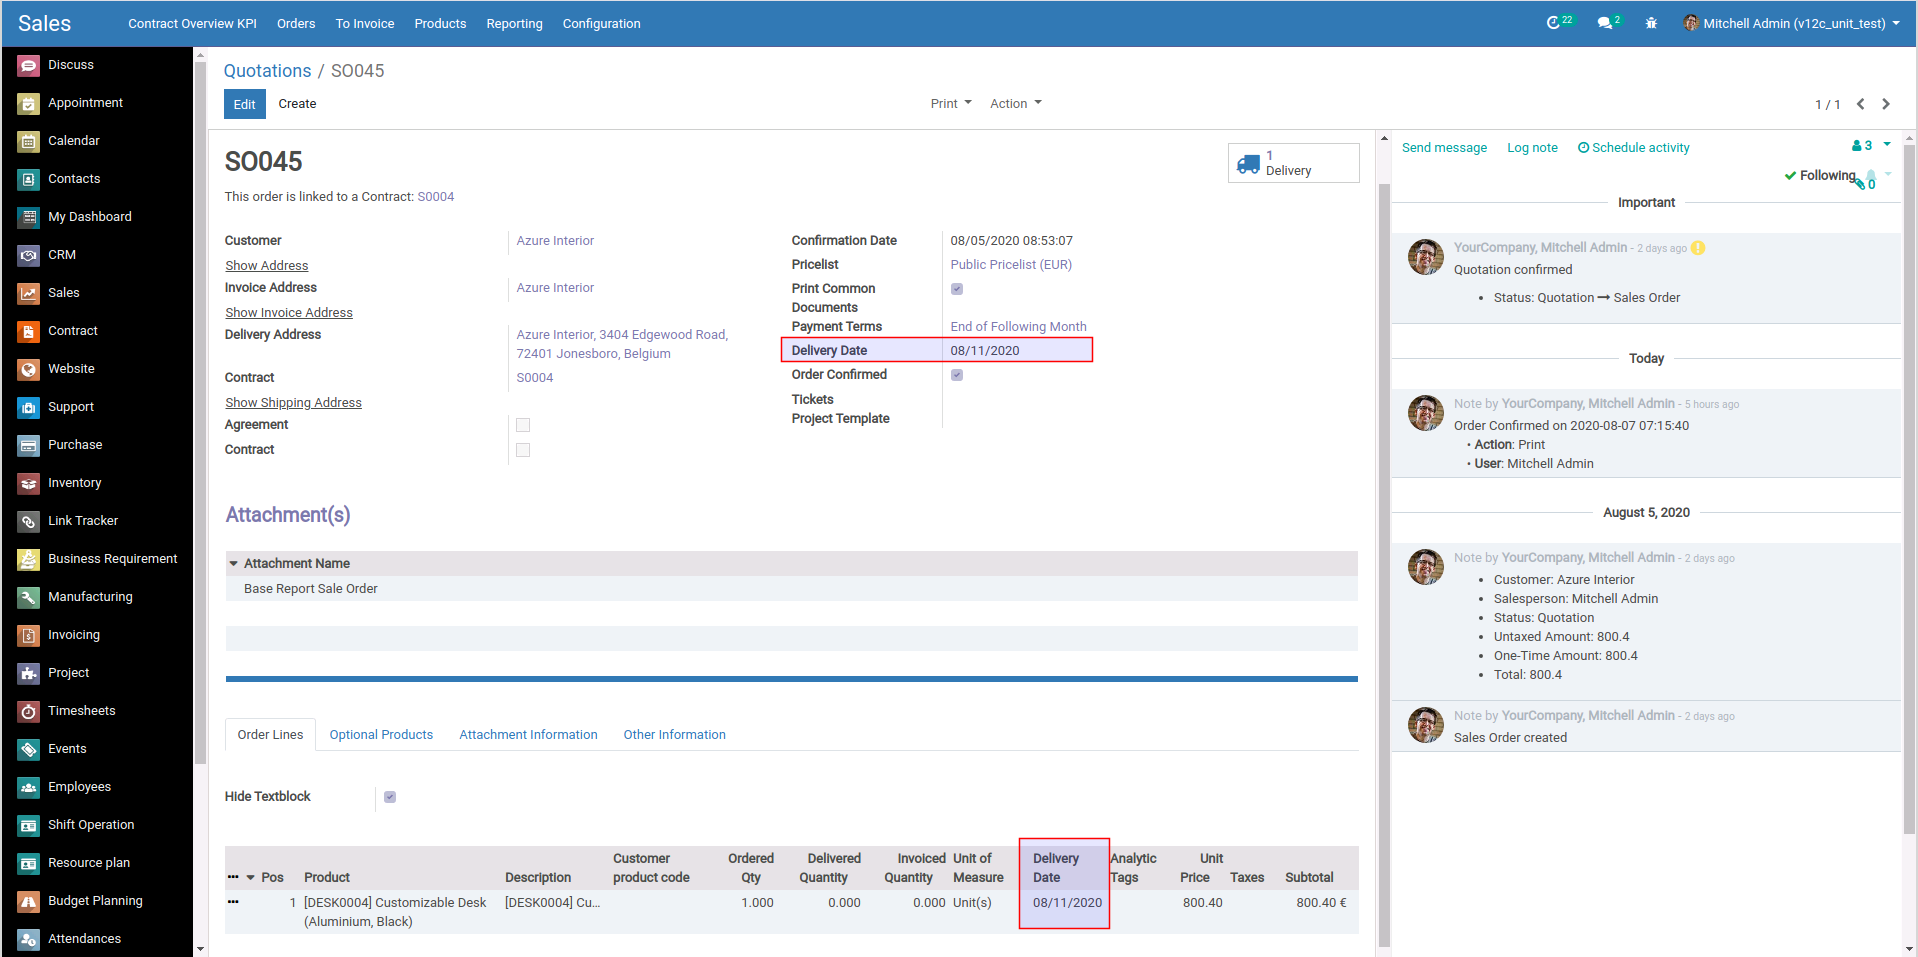 Sales
Contract Overview KPI Orders To Invoice Products Reporting Configuration
22 2 Mitchell Admin (v12c_unit_test)
Discuss
Appointment
Calendar
Contacts
My Dashboard
CRM
Sales
Contract
Website
Support
Purchase
Inventory
Link Tracker
Business Requirement
Manufacturing
Invoicing
Project
Timesheets
Events
Employees
Shift Operation
Resource plan
Budget Planning
Attendances
Quotations / SO045
Edit Create
Print Action
1 / 1
SO045
1
Delivery
This order is linked to a Contract: S0004
Customer Azure Interior
Show Address
Invoice Address Azure Interior
Show Invoice Address
Delivery Address Azure Interior, 3404 Edgewood Road,
72401 Jonesboro, Belgium
Contract S0004
Show Shipping Address
Agreement
Contract
Confirmation Date 08/05/2020 08:53:07
Pricelist Public Pricelist (EUR)
Print Common
Documents
Payment Terms End of Following Month
Delivery Date 08/11/2020
Order Confirmed
Tickets
Project Template
Attachment(s)
Attachment Name
Base Report Sale Order
Order Lines Optional Products Attachment Information Other Information
Hide Textblock
Pos Product Description Customer product code Ordered Qty Delivered Quantity Invoiced Quantity Unit of Measure Delivery Date Analytic Tags Unit Price Taxes Subtotal
1 [DESK0004] Customizable Desk [DESK0004] Cu... 1.000 0.000 0.000 Unit(s) 08/11/2020 800.40 800.40 €
(Aluminium, Black)
Send message Log note Schedule activity 3
Following 0
Important
YourCompany, Mitchell Admin - 2 days ago
Quotation confirmed
• Status: Quotation → Sales Order
Today
Note by YourCompany, Mitchell Admin - 5 hours ago
Order Confirmed on 2020-08-07 07:15:40
• Action: Print
• User: Mitchell Admin
August 5, 2020
Note by YourCompany, Mitchell Admin - 2 days ago
• Customer: Azure Interior
• Salesperson: Mitchell Admin
• Status: Quotation
• Untaxed Amount: 800.4
• One-Time Amount: 800.4
• Total: 800.4
Note by YourCompany, Mitchell Admin - 2 days ago
Sales Order created